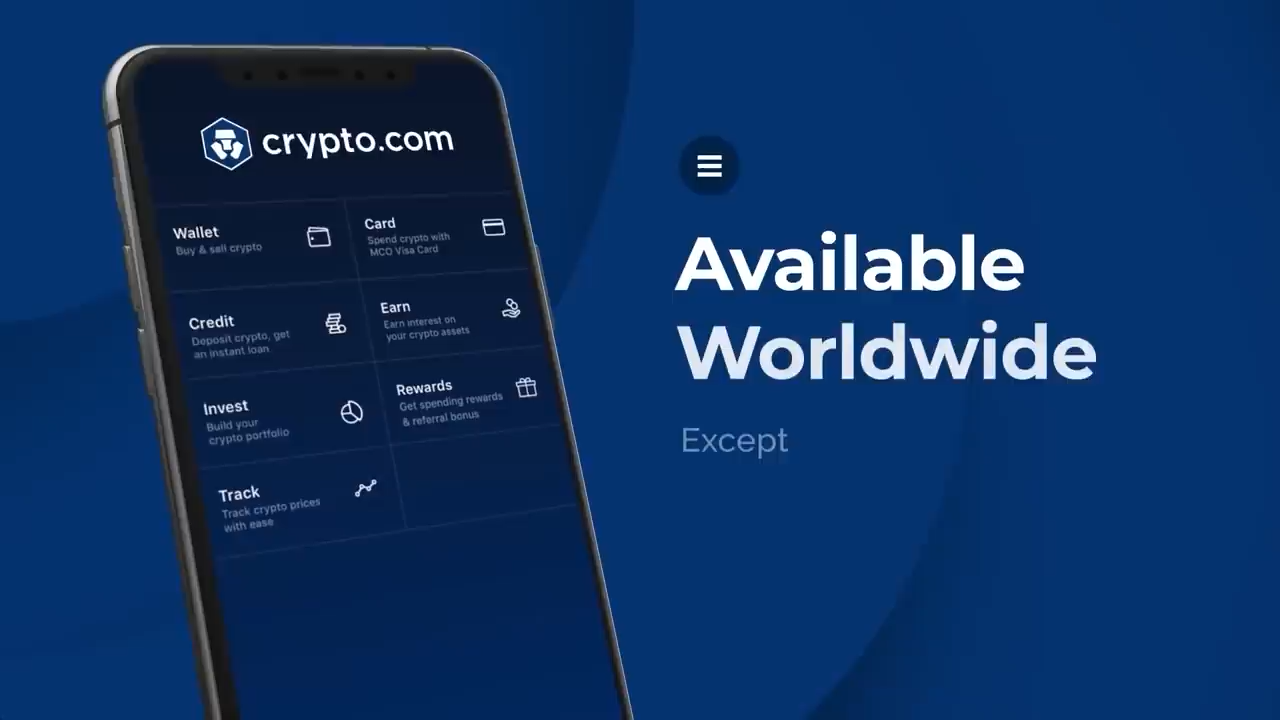 crypto.com
Wallet
Buy & sell crypto
Card
Spend crypto with
MCO Visa Card
Credit
Deposit crypto, get
an instant loan
Earn
Earn interest on
your crypto assets
Invest
Build your
crypto portfolio
Rewards
Get spending rewards
& referral bonus
Track
Track crypto prices
with ease
Available
Worldwide
Except